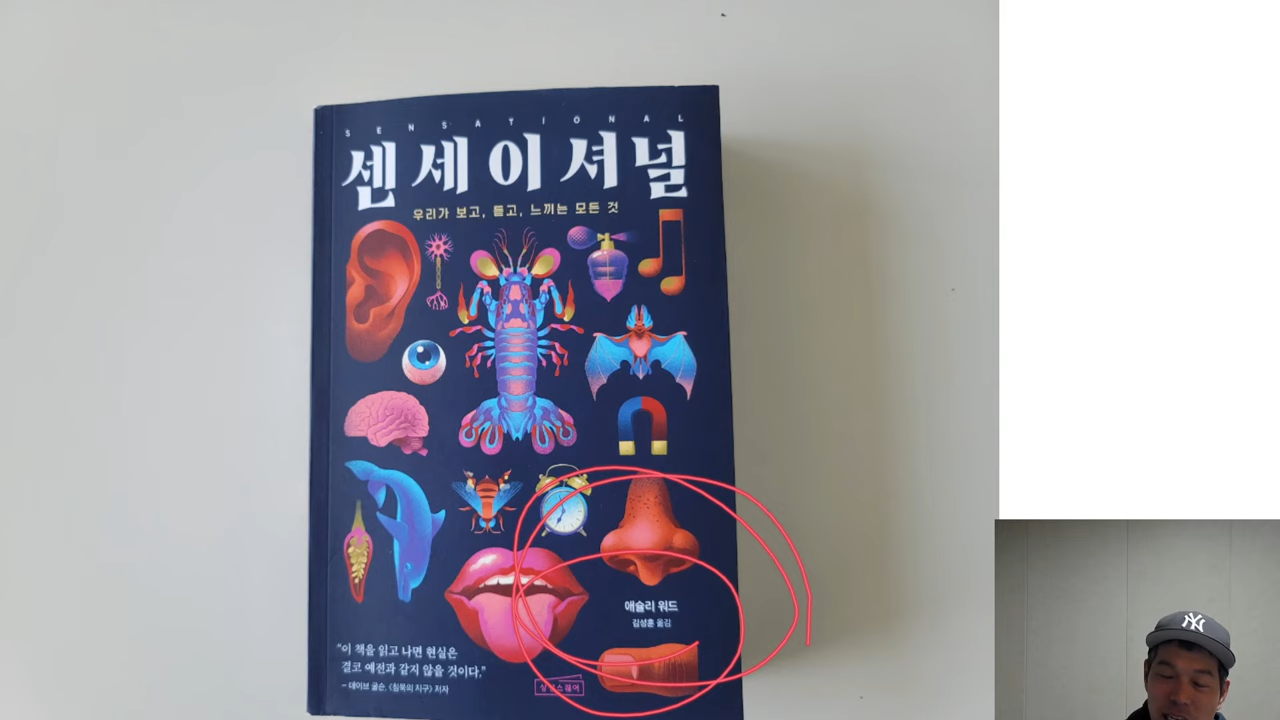 SENSATIONAL
센세이셔널
우리가 보고, 듣고, 느끼는 모든 것
애슐리 워드
김성훈 옮김
“이 책을 읽고 나면 현실은
결코 예전과 같지 않을 것이다.”
– 데이브 굴슨, 《침묵의 지구》 저자
NY